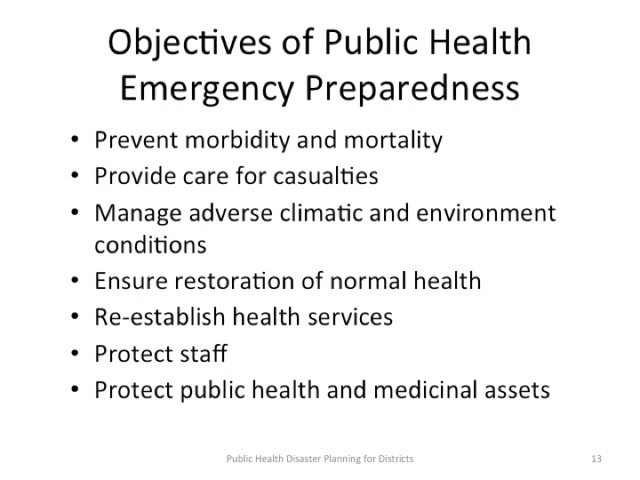 Objectives of Public Health
Emergency Preparedness
• Prevent morbidity and mortality
• Provide care for casualties
• Manage adverse climatic and environment
conditions
• Ensure restoration of normal health
• Re-establish health services
• Protect staff
• Protect public health and medicinal assets
Public Health Disaster Planning for Districts
13